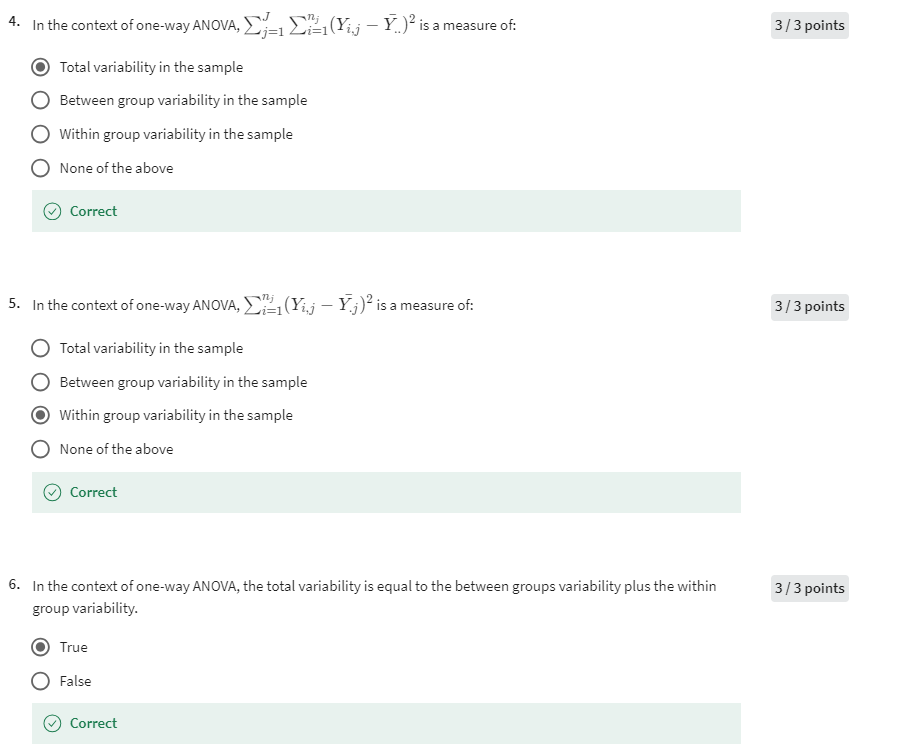 4. In the context of one-way ANOVA, $\sum_{j=1}^{J} \sum_{i=1}^{n_j} (Y_{i,j} - \bar{Y}_{..})^2$ is a measure of: 3 / 3 points
Total variability in the sample
Between group variability in the sample
Within group variability in the sample
None of the above
Correct
5. In the context of one-way ANOVA, $\sum_{i=1}^{n_j} (Y_{i,j} - \bar{Y}_{.j})^2$ is a measure of: 3 / 3 points
Total variability in the sample
Between group variability in the sample
Within group variability in the sample
None of the above
Correct
6. In the context of one-way ANOVA, the total variability is equal to the between groups variability plus the within 3 / 3 points
group variability.
True
False
Correct